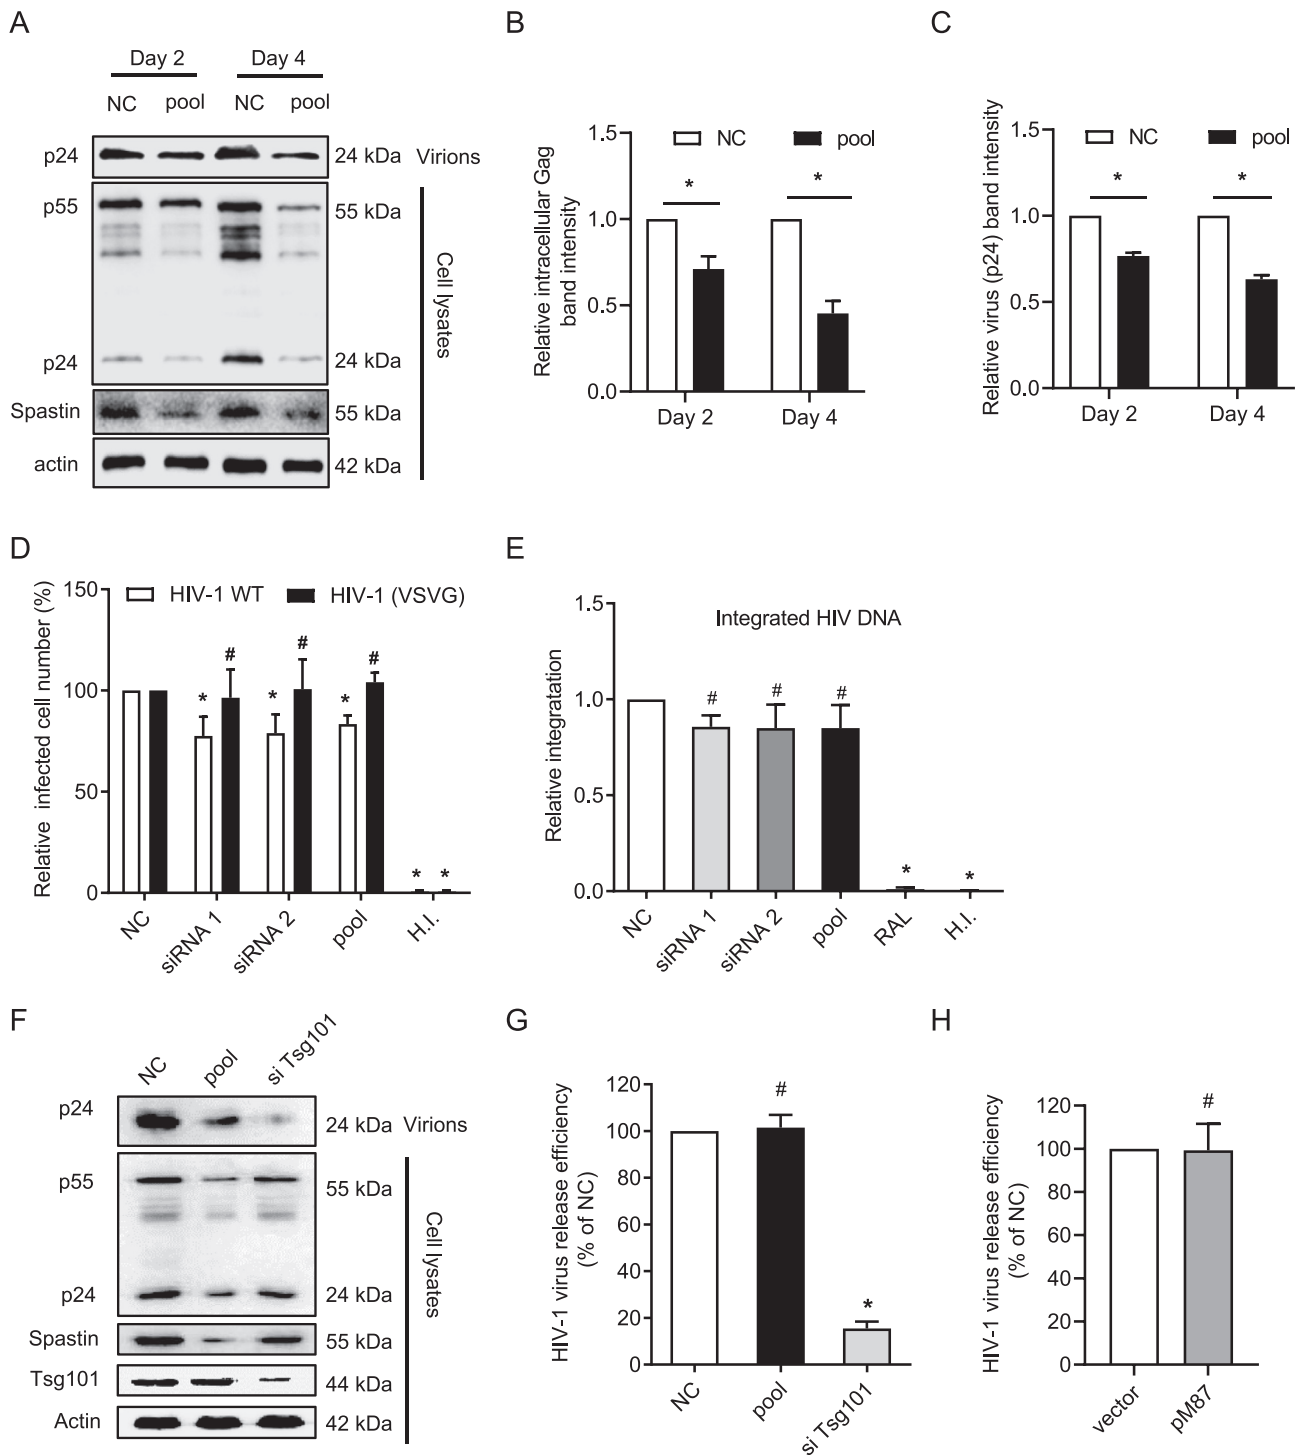 A
Day 2 Day 4
NC pool NC pool
p24 24 kDa Virions
p55 55 kDa
p24 24 kDa
Spastin 55 kDa
actin 42 kDa
Cell lysates
B
NC pool
Relative intracellular Gag
band intensity
1.5
1.0
0.5
0.0
* *
Day 2 Day 4
C
NC pool
Relative virus (p24) band intensity
1.5
1.0
0.5
0.0
* *
Day 2 Day 4
D
HIV-1 WT HIV-1 (VSVG)
Relative infected cell number (%)
150
100
50
0
* # * # * # * *
NC siRNA 1 siRNA 2 pool H.I.
E
Integrated HIV DNA
Relative integratation
1.5
1.0
0.5
0.0
# # # * *
NC siRNA 1 siRNA 2 pool RAL H.I.
F
NC pool si Tsg101
p24 24 kDa Virions
p55 55 kDa
p24 24 kDa
Spastin 55 kDa
Tsg101 44 kDa
Actin 42 kDa
Cell lysates
G
HIV-1 virus release efficiency
(% of NC)
120
100
80
60
40
20
0
# *
NC pool si Tsg101
H
HIV-1 virus release efficiency
(% of NC)
120
100
80
60
40
20
0
#
vector pM87